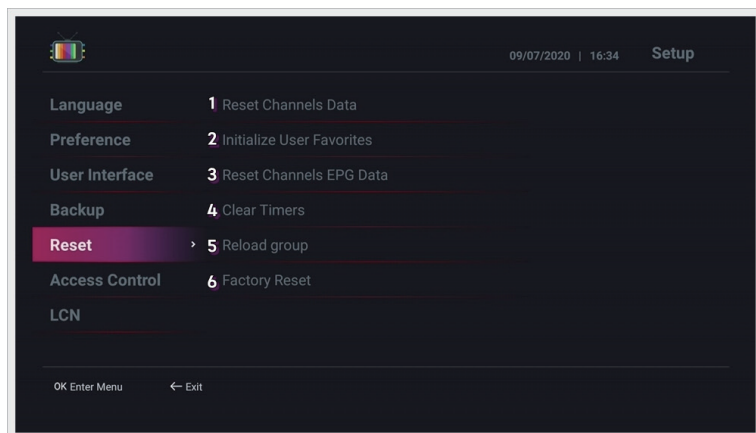 09/07/2020 | 16:34 Setup
Language
Preference
User Interface
Backup
Reset ›
Access Control
LCN
1 Reset Channels Data
2 Initialize User Favorites
3 Reset Channels EPG Data
4 Clear Timers
5 Reload group
6 Factory Reset
OK Enter Menu ← Exit